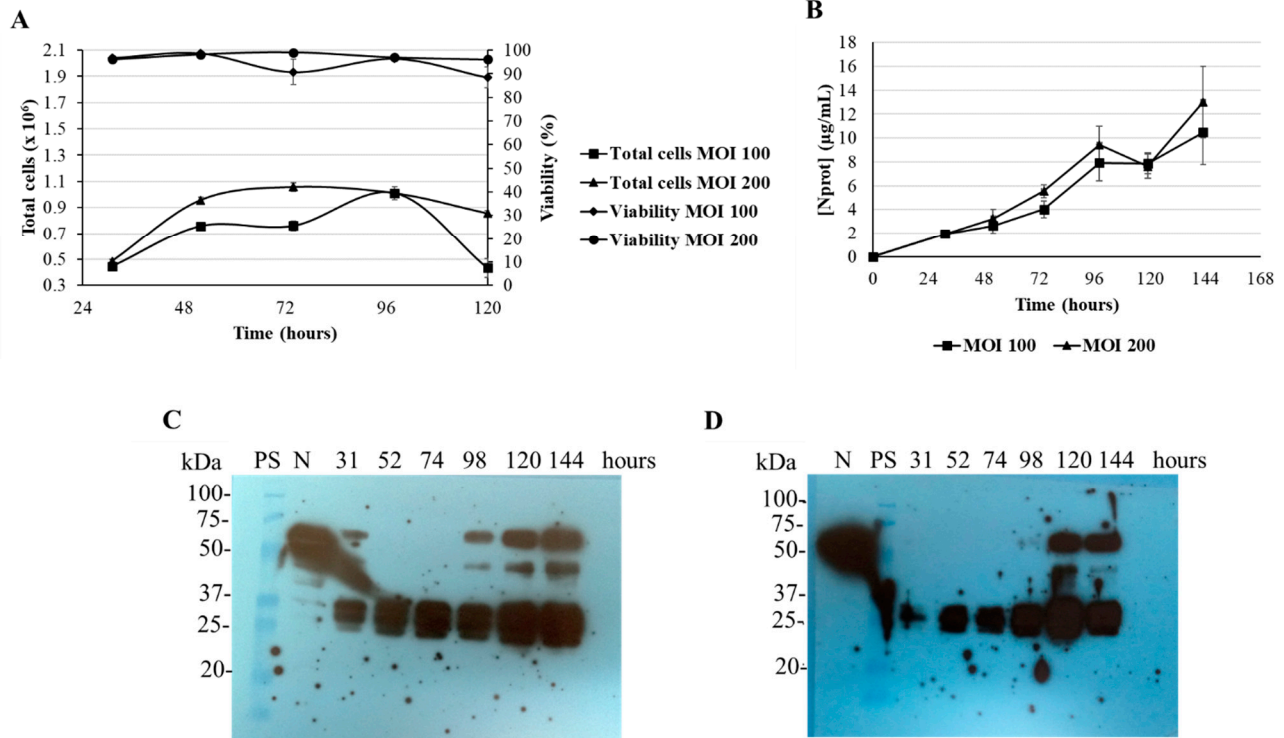 A
Total cells (x 10⁶)
2.1
1.9
1.7
1.5
1.3
1.1
0.9
0.7
0.5
0.3
24 48 72 96 120
Time (hours)
100
90
80
70
60
50
40
30
20
10
0
Viability (%)
Total cells MOI 100
Total cells MOI 200
Viability MOI 100
Viability MOI 200
B
[Nprot] (µg/mL)
18
16
14
12
10
8
6
4
2
0
0 24 48 72 96 120 144 168
Time (hours)
MOI 100 MOI 200
C
kDa PS N 31 52 74 98 120 144 hours
100-
75-
50-
37-
25-
20-
D
kDa N PS 31 52 74 98 120 144 hours
100-
75-
50-
37-
25-
20-